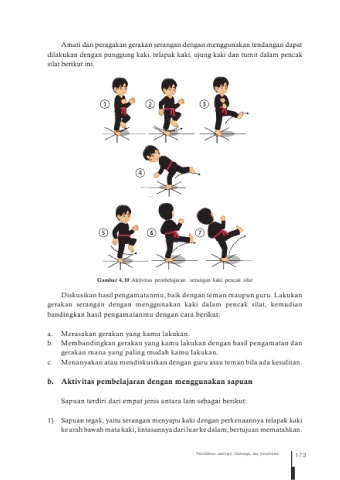 Amati dan peragakan gerakan serangan dengan menggunakan tendangan dapat
dilakukan dengan punggung kaki, telapak kaki, ujung kaki dan tumit dalam pencak
silat berikut ini.
1 2 3
4
5 6 7
Gambar 4.10 Aktivitas pembelajaran serangan kaki pencak silat
Diskusikan hasil pengamatanmu, baik dengan teman maupun guru. Lakukan
gerakan serangan dengan menggunakan kaki dalam pencak silat, kemudian
bandingkan hasil pengamatanmu dengan cara berikut:
a. Merasakan gerakan yang kamu lakukan.
b. Membandingkan gerakan yang kamu lakukan dengan hasil pengamatan dan
gerakan mana yang paling mudah kamu lakukan.
c. Menanyakan atau mendiskusikan dengan guru atau teman bila ada kesulitan.
b. Aktivitas pembelajaran dengan menggunakan sapuan
Sapuan terdiri dari empat jenis antara lain sebagai berikut:
1) Sapuan tegak, yaitu serangan menyapu kaki dengan perkenaannya telapak kaki
ke arah bawah mata kaki, lintasannya dari luar ke dalam, bertujuan mematahkan.
Pendidikan Jasmani, Olahraga, dan Kesehatan 173